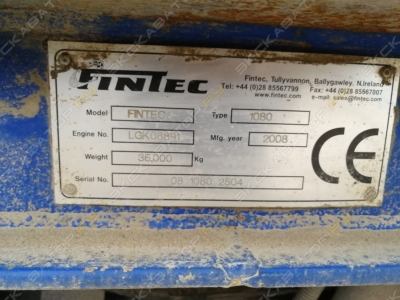 FINTEC
Fintec, Tullyvannon, Ballygawley, N.Ireland
Tel: +44 (0)28 85567799 Fax: +44 (0)28 85567007
www.fintec.com e-mail: sales@fintec.com
Model FINTEC Type 1080
Engine No. LGK08891 Mfg. year 2008
Weight 36,000 Kg
Serial No. 08 1080 2504
CE